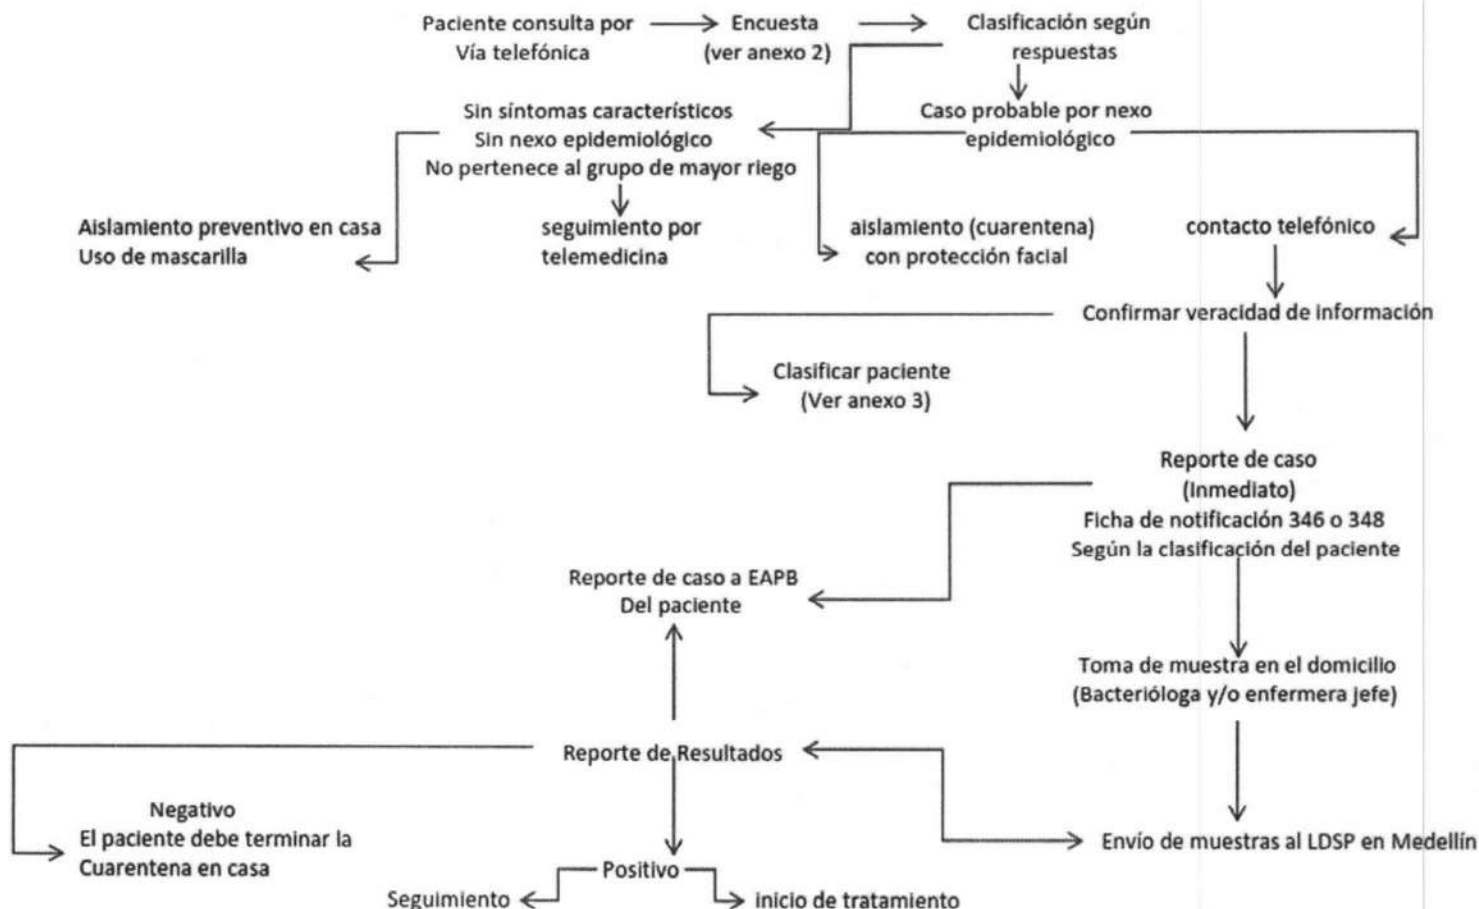 Paciente consulta por
Vía telefónica
Encuesta
(ver anexo 2)
Clasificación según
respuestas
Sin síntomas característicos
Sin nexo epidemiológico
No pertenece al grupo de mayor riego
Caso probable por nexo
epidemiológico
Aislamiento preventivo en casa
Uso de mascarilla
seguimiento por
telemedicina
aislamiento (cuarentena)
con protección facial
contacto telefónico
Confirmar veracidad de información
Clasificar paciente
(Ver anexo 3)
Reporte de caso
(Inmediato)
Ficha de notificación 346 o 348
Según la clasificación del paciente
Reporte de caso a EAPB
Del paciente
Toma de muestra en el domicilio
(Bacterióloga y/o enfermera jefe)
Reporte de Resultados
Negativo
El paciente debe terminar la
Cuarentena en casa
Envío de muestras al LDSP en Medellín
Positivo
Seguimiento
inicio de tratamiento